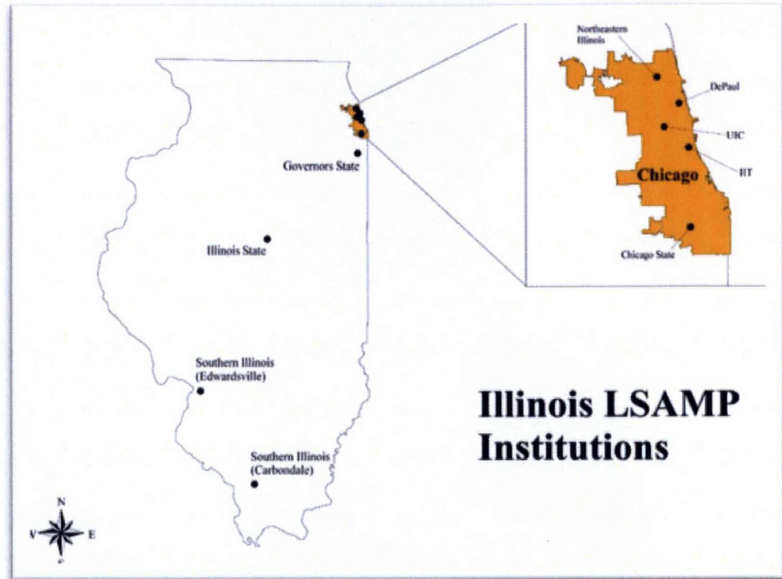 Northeastern
Illinois
DePaul
UIC
IIT
Chicago
Chicago State
Governors State
Illinois State
Southern Illinois
(Edwardsville)
Southern Illinois
(Carbondale)
Illinois LSAMP
Institutions
N
E